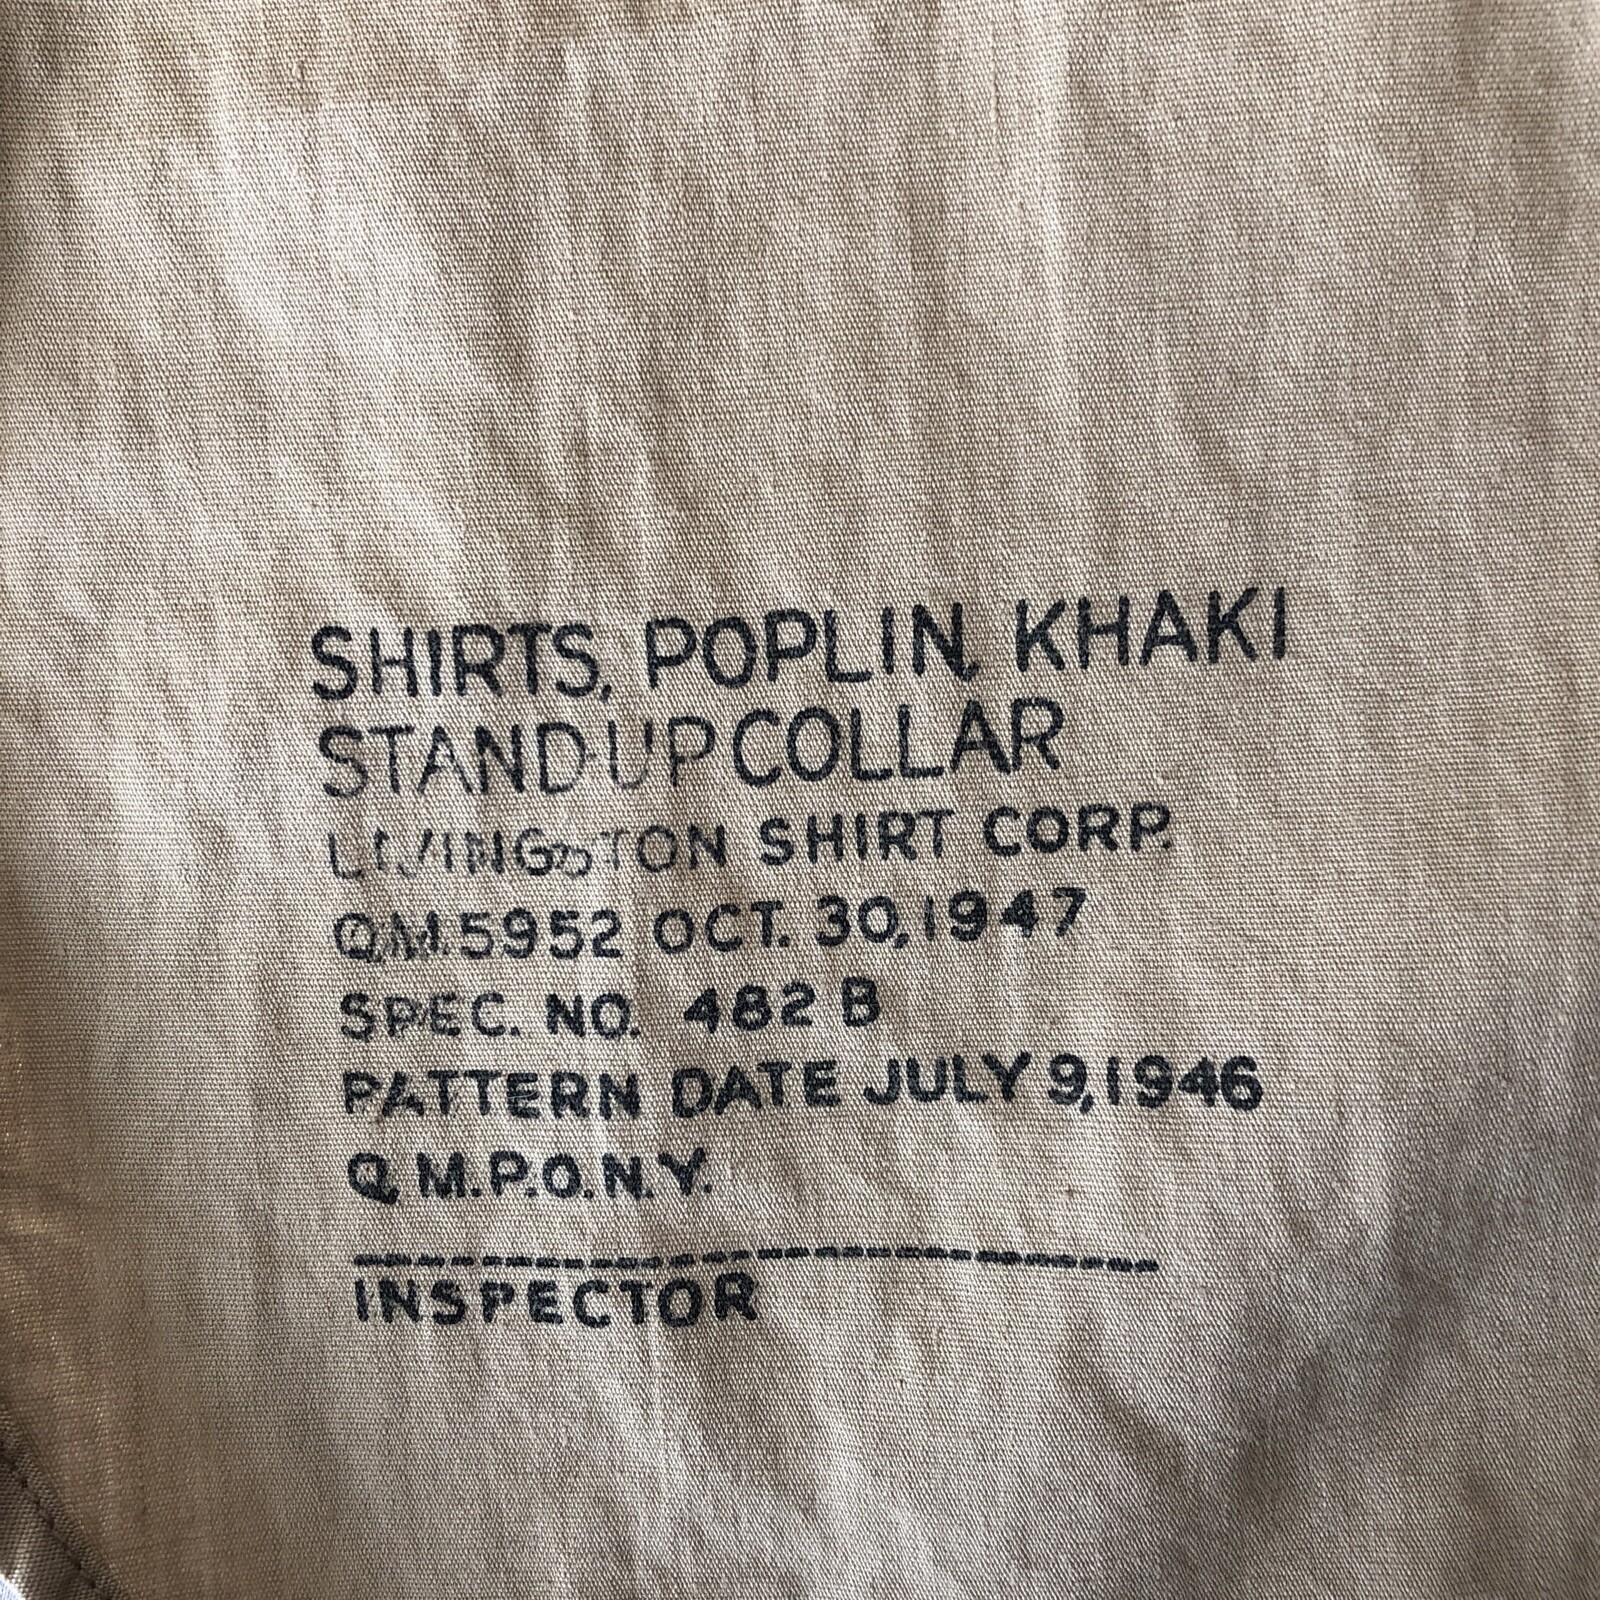 SHIRTS, POPLIN, KHAKI
STAND-UP COLLAR
LIVINGSTON SHIRT CORP.
Q.M.5952 OCT. 30,1947
SPEC. NO. 482 B
PATTERN DATE JULY 9,1946
Q.M.P.O.N.Y.
INSPECTOR